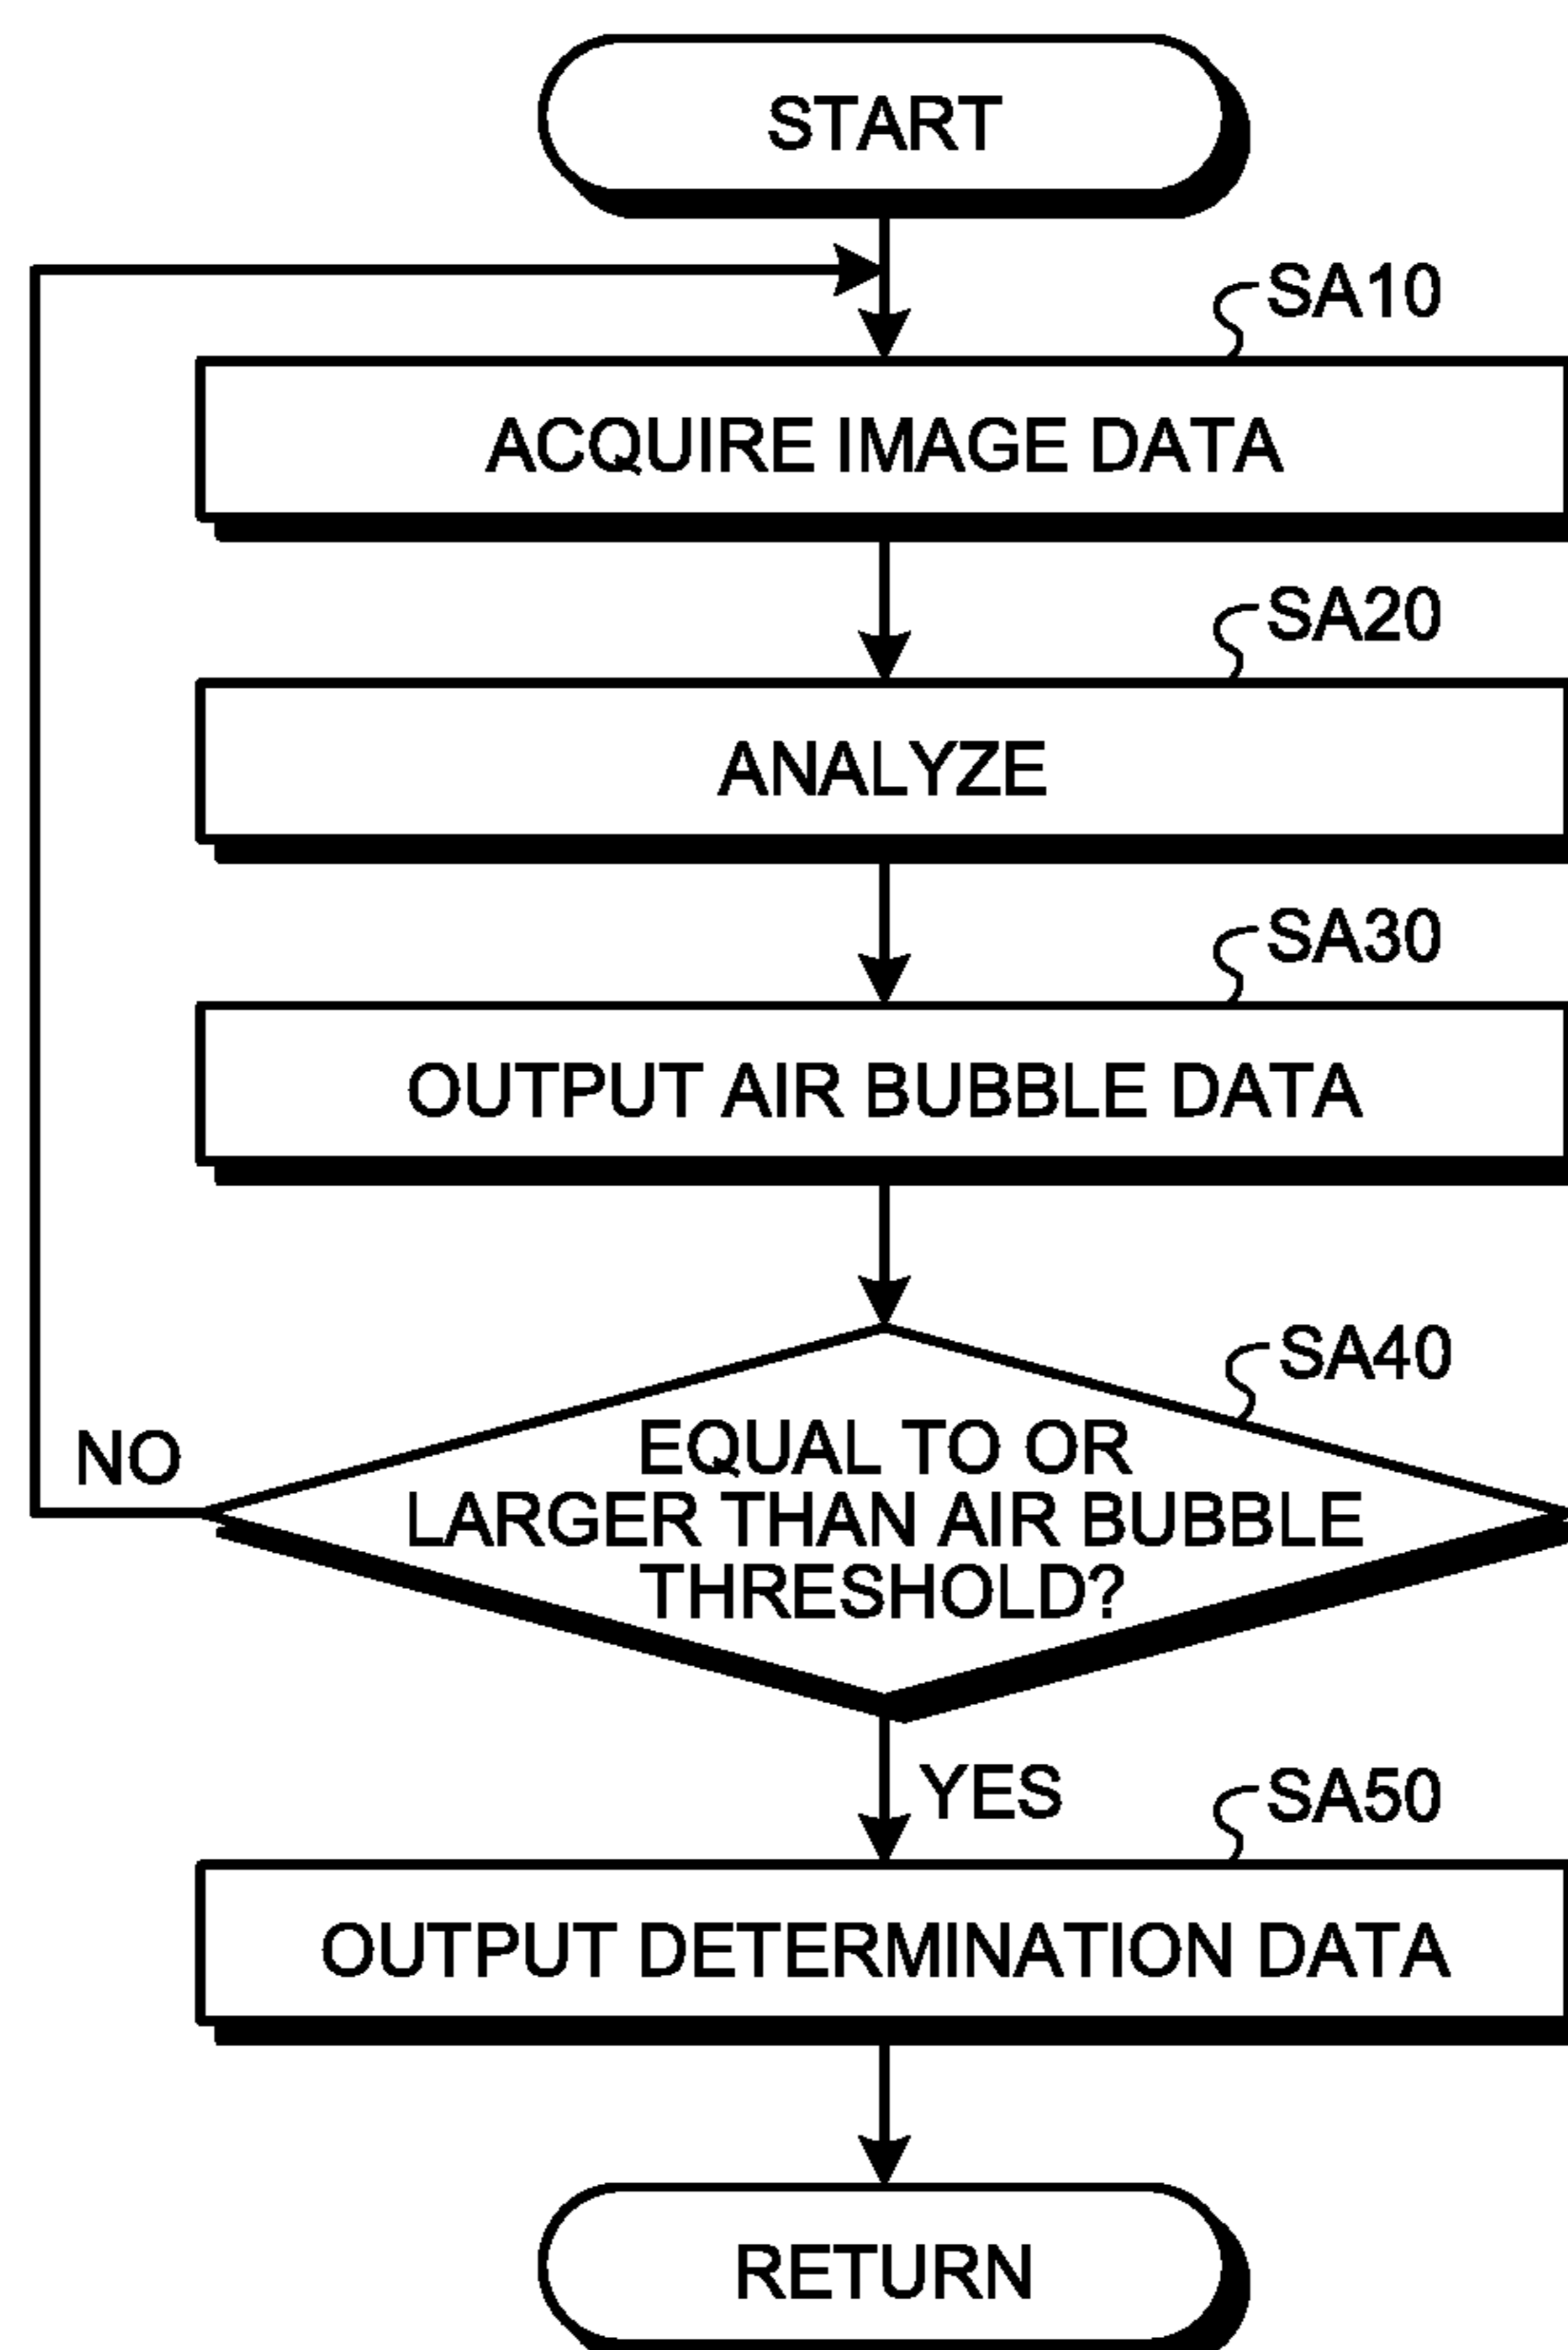 START
SA10
ACQUIRE IMAGE DATA
SA20
ANALYZE
SA30
OUTPUT AIR BUBBLE DATA
SA40
NO
EQUAL TO OR
LARGER THAN AIR BUBBLE
THRESHOLD?
YES
SA50
OUTPUT DETERMINATION DATA
RETURN